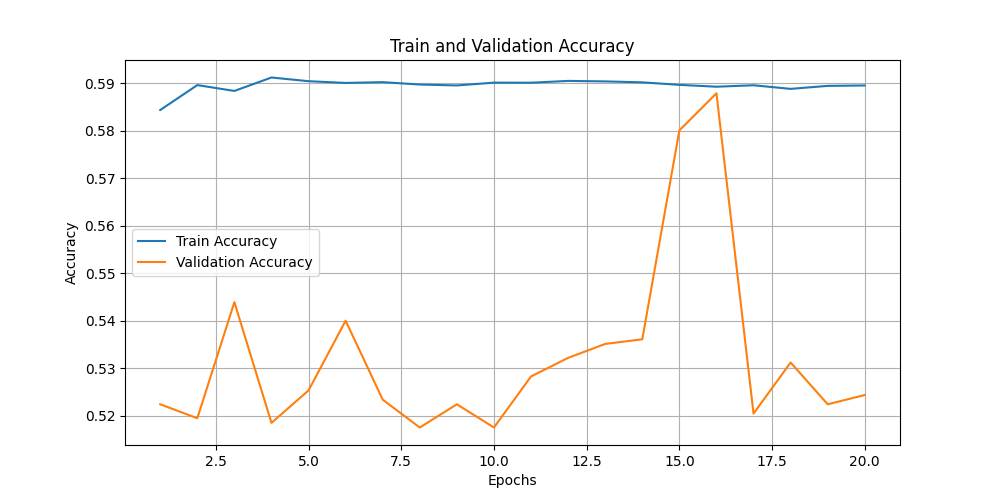 Train and Validation Accuracy
0.59
0.58
0.57
0.56
0.55
0.54
0.53
0.52
Accuracy
Train Accuracy
Validation Accuracy
2.5 5.0 7.5 10.0 12.5 15.0 17.5 20.0
Epochs